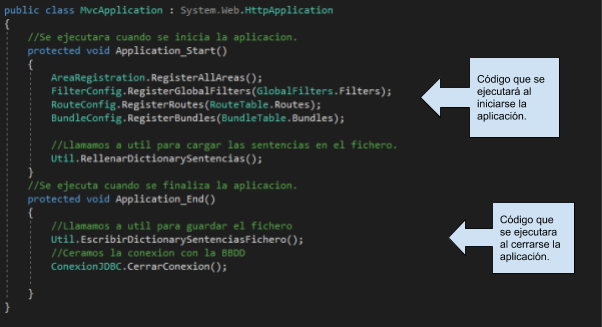 public class MvcApplication : System.Web.HttpApplication
{
//Se ejecutara cuando se inicia la aplicacion.
protected void Application_Start()
{
AreaRegistration.RegisterAllAreas();
FilterConfig.RegisterGlobalFilters(GlobalFilters.Filters);
RouteConfig.RegisterRoutes(RouteTable.Routes);
BundleConfig.RegisterBundles(BundleTable.Bundles);
//Llamamos a util para cargar las sentencias en el fichero.
Util.RellenarDictionarySentencias();
}
//Se ejecuta cuando se finaliza la aplicacion.
protected void Application_End()
{
//Llamamos a util para guardar el fichero
Util.EscribirDictionarySentenciasFichero();
//Ceramos la conexion con la BBDD
ConexionJDBC.CerrarConexion();
}
}
Código que se
ejecutará al
iniciarse la
aplicación.
Código que
se ejecutara
al cerrarse la
aplicación.